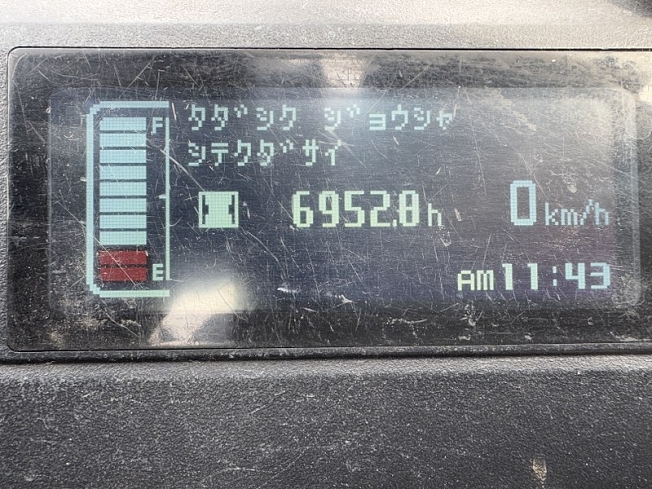 F
タダシク ジョウシャ
シテクダサイ
6952.8h
0km/h
E
AM11:43